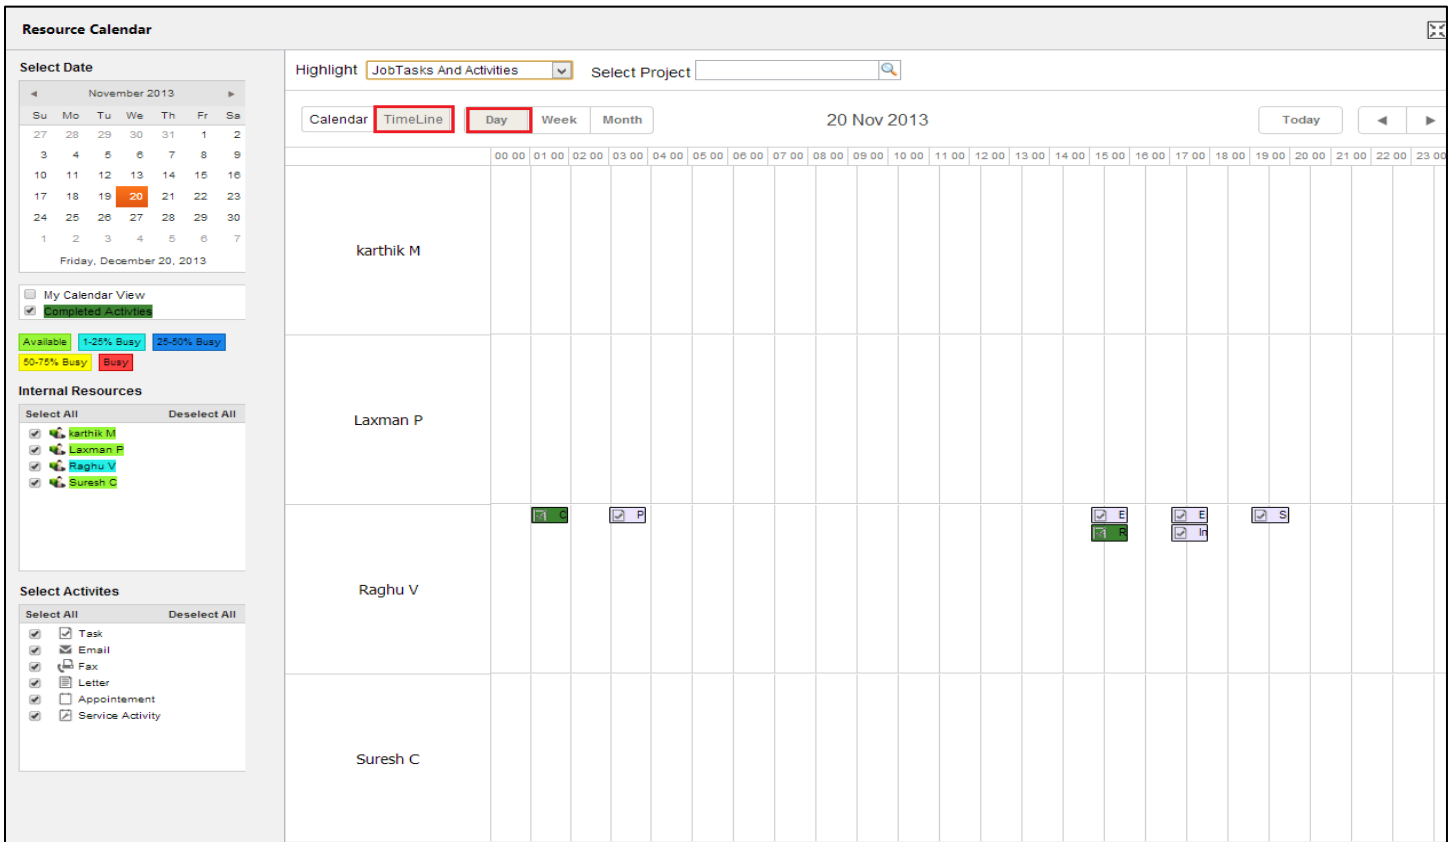 Resource Calendar
Select Date
November 2013
Su Mo Tu We Th Fr Sa
27 28 29 30 31 1 2
3 4 5 6 7 8 9
10 11 12 13 14 15 16
17 18 19 20 21 22 23
24 25 26 27 28 29 30
1 2 3 4 5 6 7
Friday, December 20, 2013
My Calendar View
Completed Activties
Available 1-25% Busy 25-50% Busy
50-75% Busy Busy
Internal Resources
Select All Deselect All
karthik M
Laxman P
Raghu V
Suresh C
Select Activites
Select All Deselect All
Task
Email
Fax
Letter
Appointement
Service Activity
Highlight JobTasks And Activities Select Project
Calendar TimeLine Day Week Month 20 Nov 2013 Today
00 00 01 00 02 00 03 00 04 00 05 00 06 00 07 00 08 00 09 00 10 00 11 00 12 00 13 00 14 00 15 00 16 00 17 00 18 00 19 00 20 00 21 00 22 00 23 00
karthik M
Laxman P
C P E E S
R In
Raghu V
Suresh C